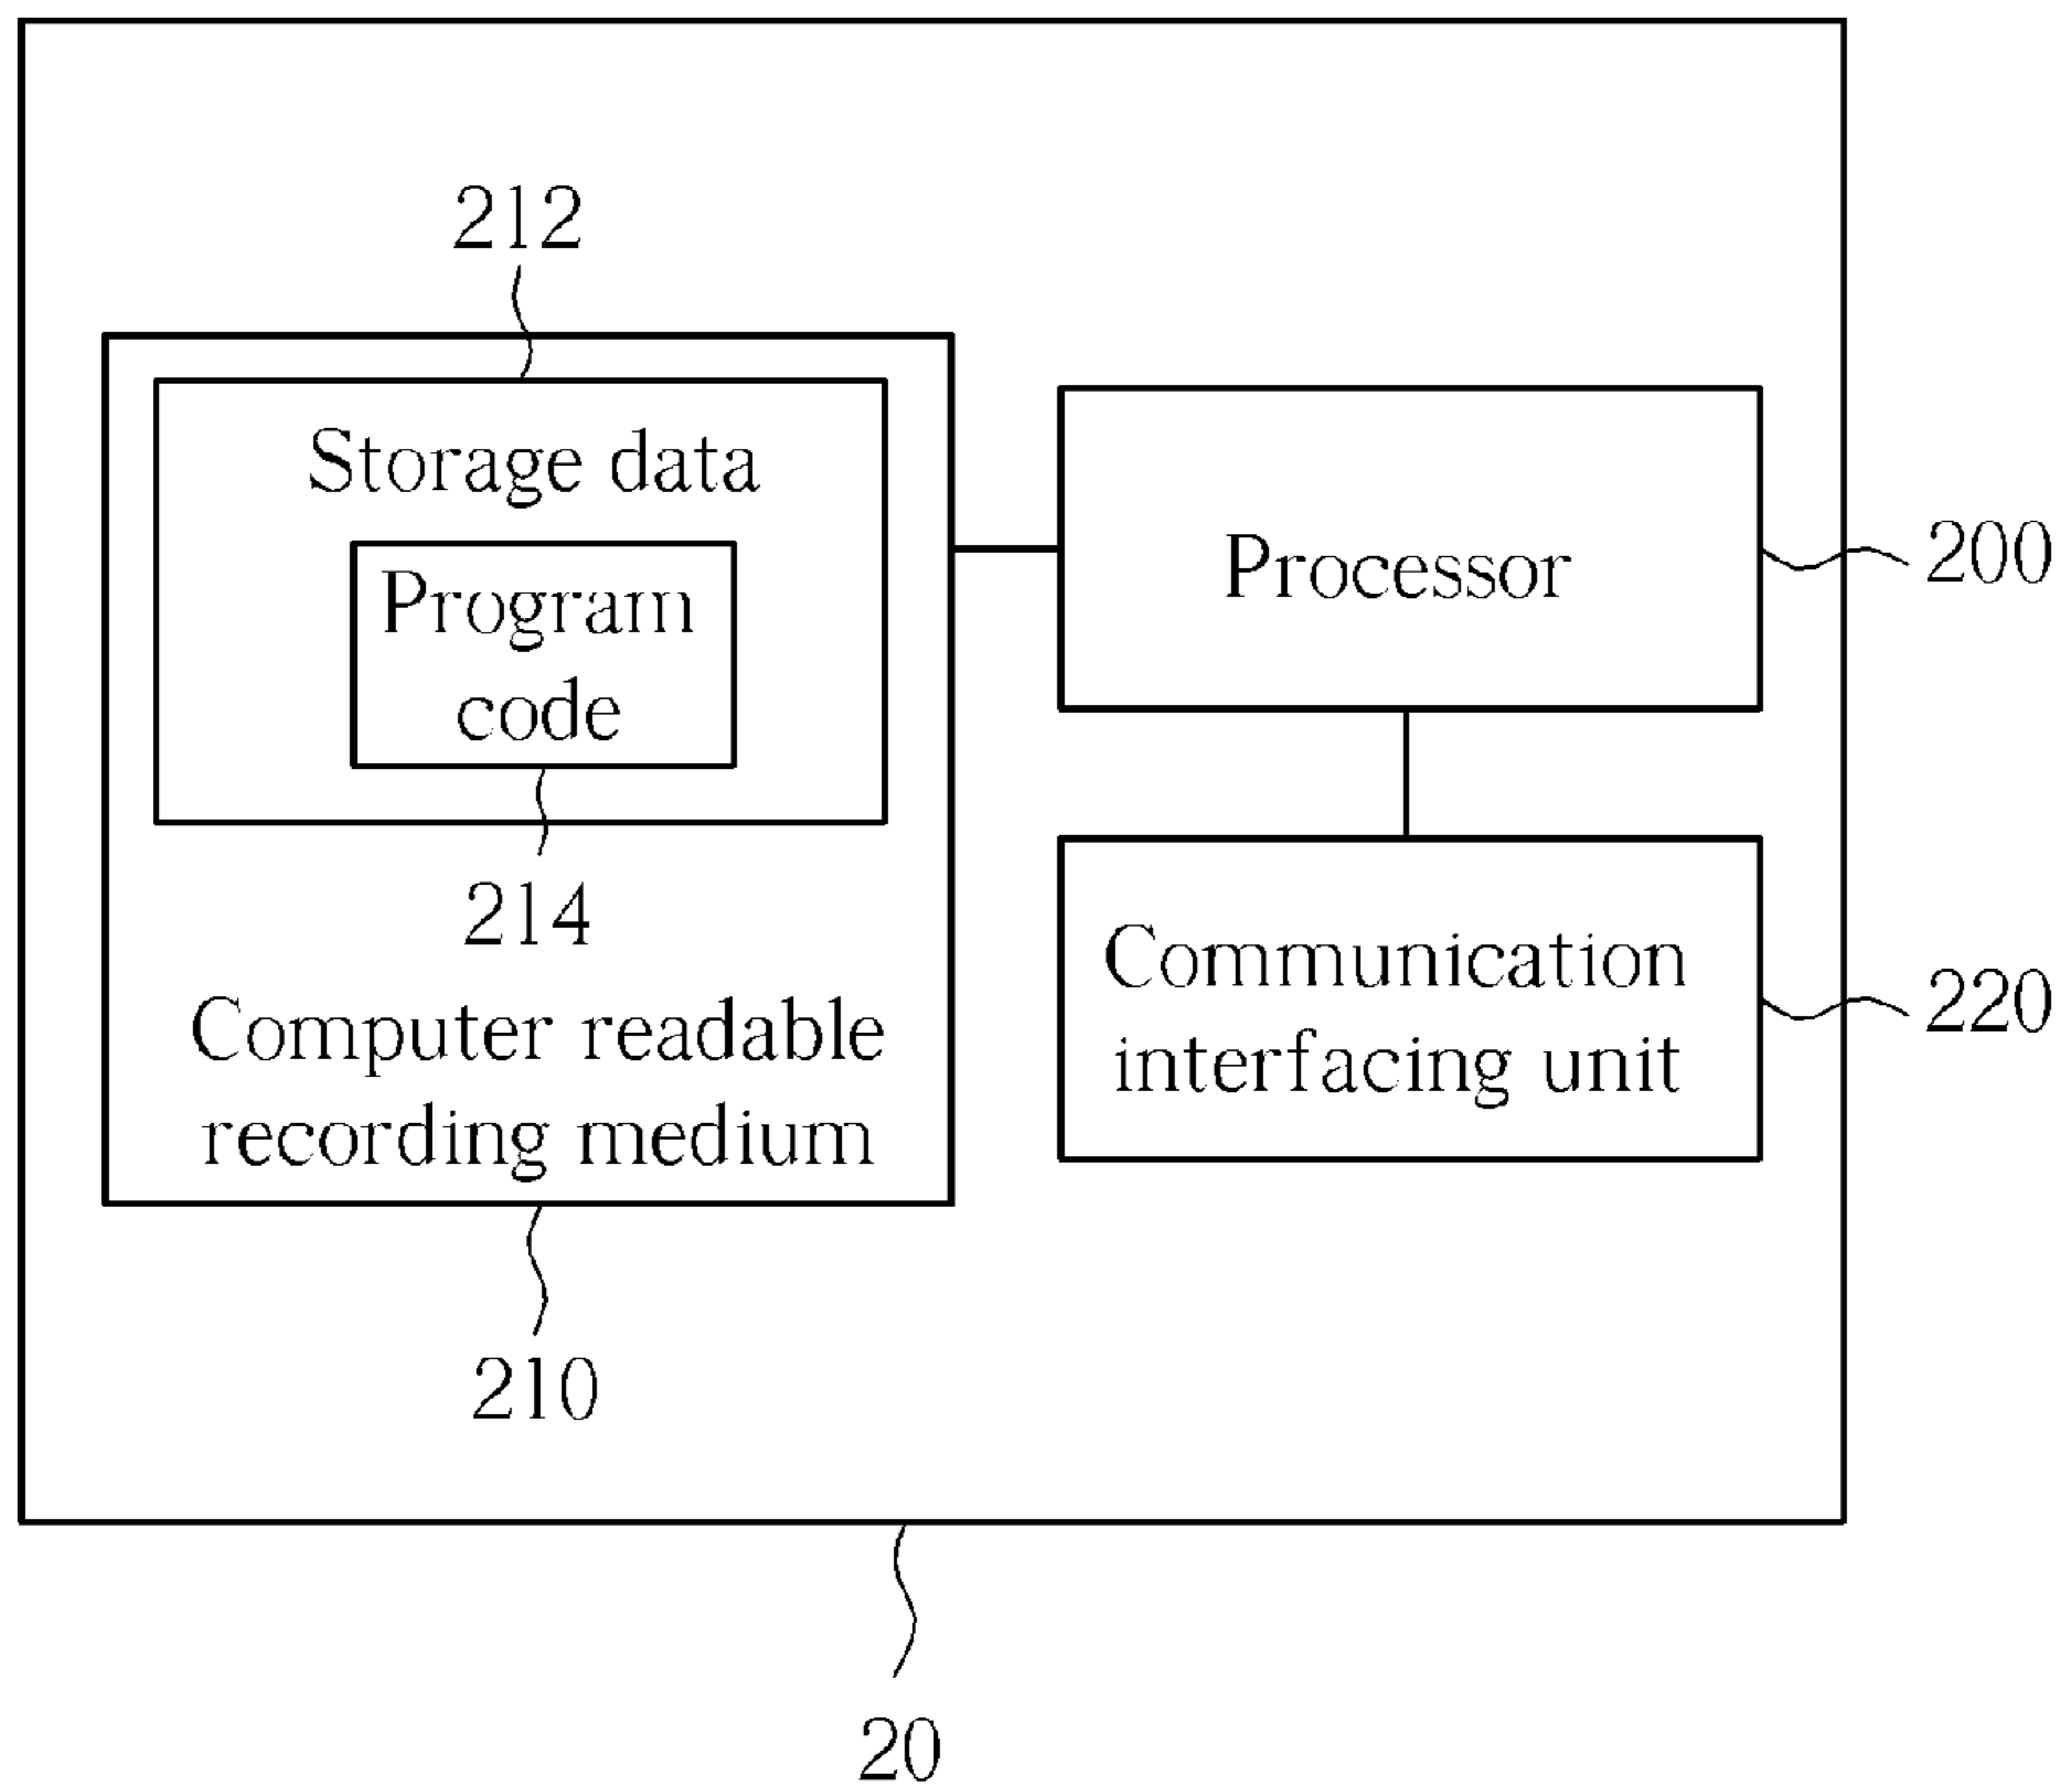 212
Storage data
Program
code
214
Computer readable
recording medium
210
Processor
200
Communication
interfacing unit
220
20